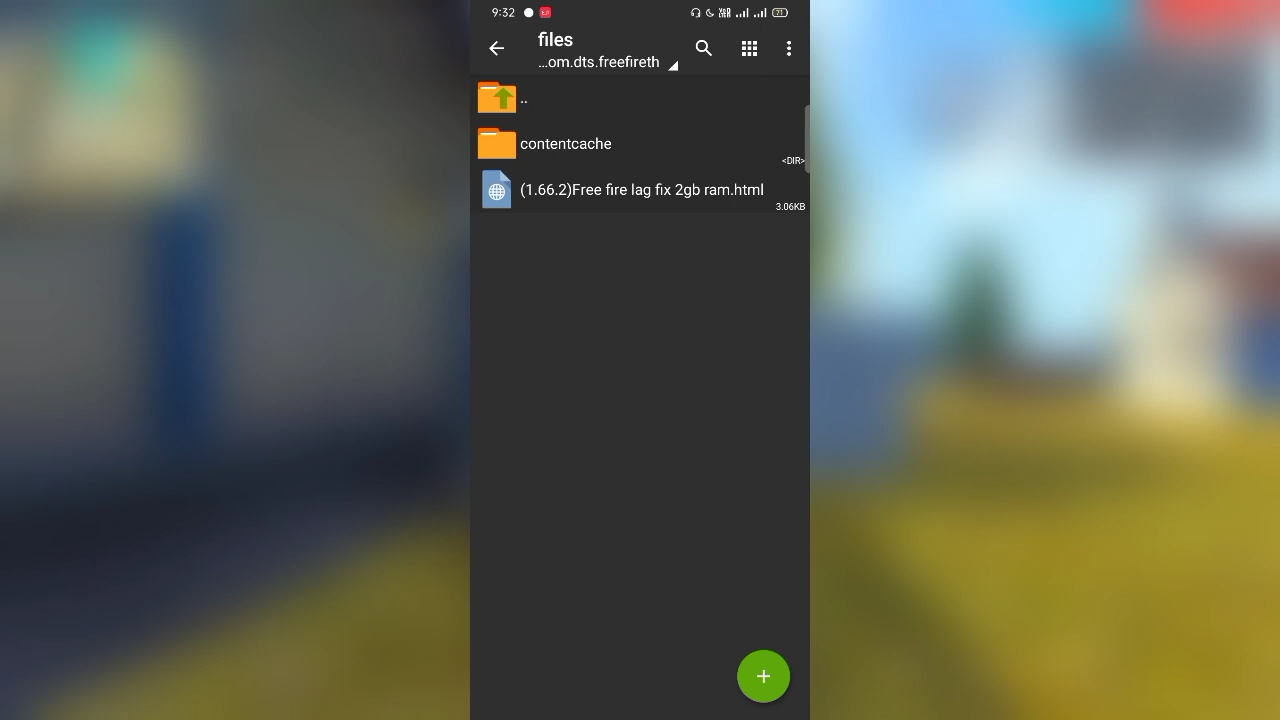 9:32
71
files
...om.dts.freefireth
..
contentcache
<DIR>
(1.66.2)Free fire lag fix 2gb ram.html
3.06KB